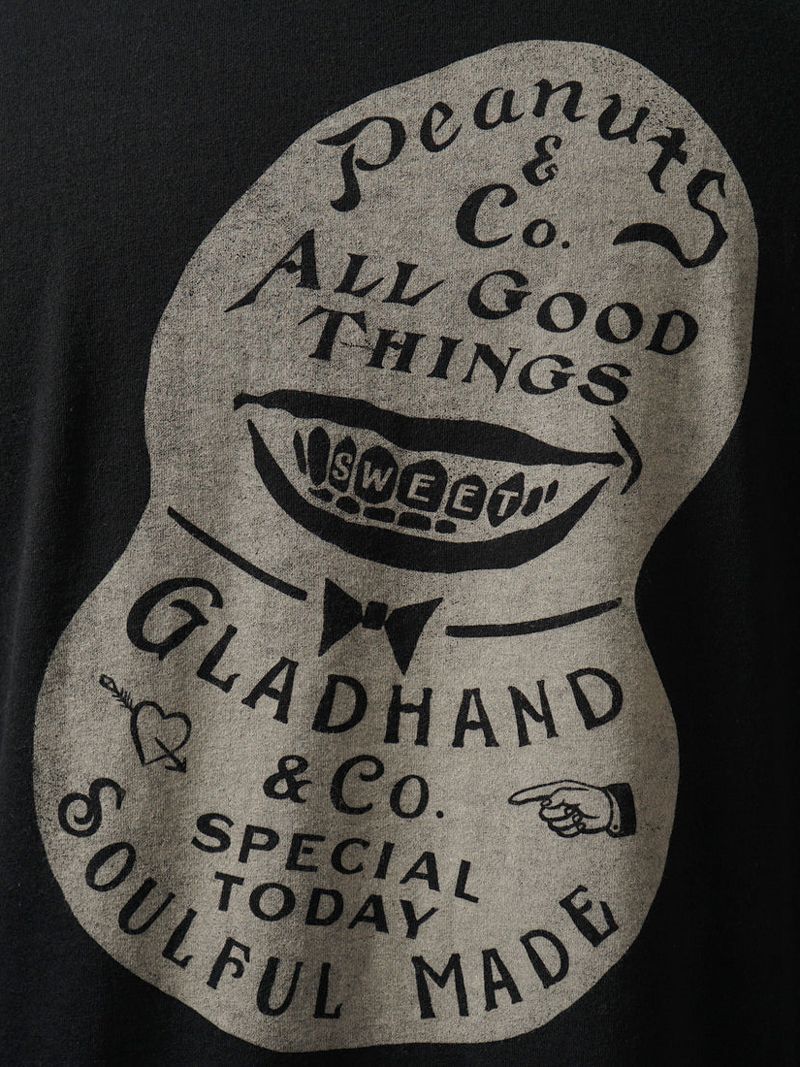 Peanuts
&
Co.
ALL GOOD
THINGS
SWEET
GLADHAND
& Co.
SPECIAL
TODAY
SOULFUL MADE